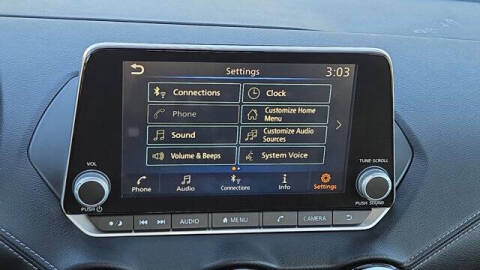 Settings 3:03
Connections Clock
Phone Customize Home Menu
Sound Customize Audio Sources
Volume & Beeps System Voice
Phone Audio Connections Info Settings
VOL
PUSH
TUNE·SCROLL
PUSH SOUND
AUDIO MENU CAMERA